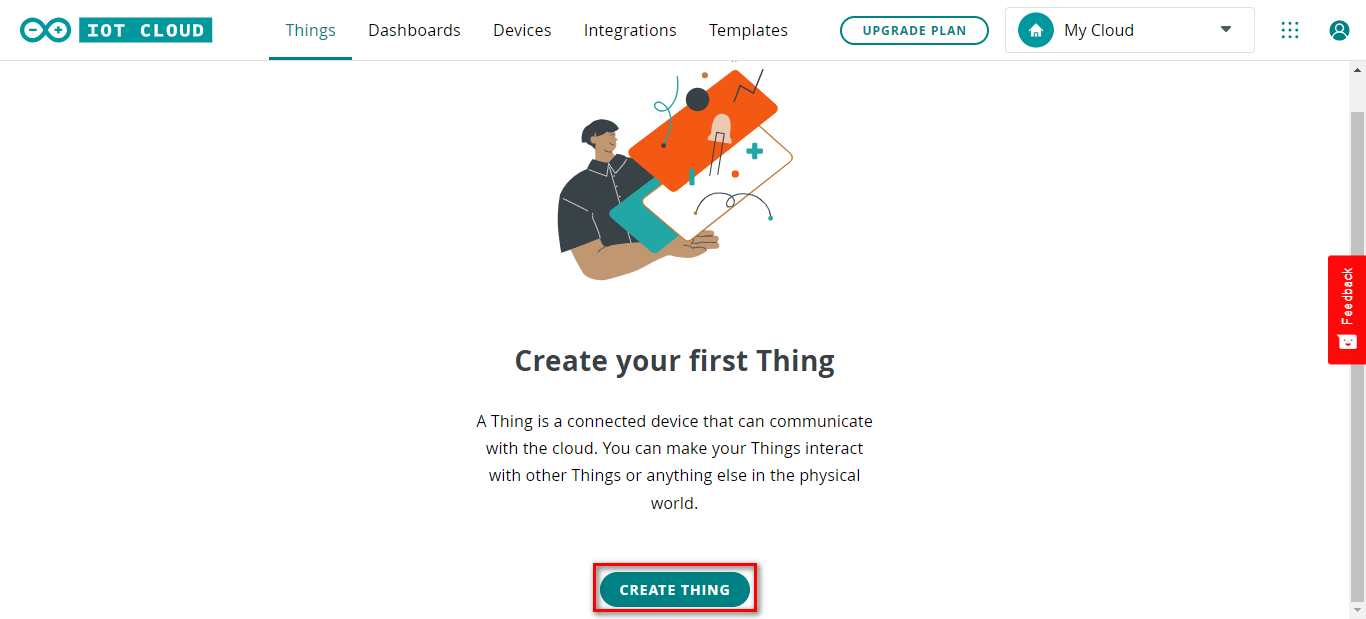 IOT CLOUD
Things
Dashboards
Devices
Integrations
Templates
UPGRADE PLAN
My Cloud
Feedback
Create your first Thing
A Thing is a connected device that can communicate
with the cloud. You can make your Things interact
with other Things or anything else in the physical
world.
CREATE THING